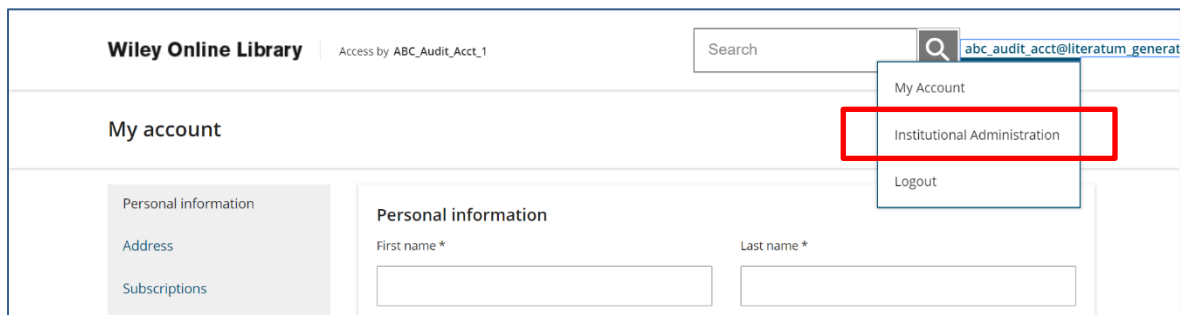 Wiley Online Library Access by ABC_Audit_Acct_1 Search abc_audit_acct@literatum_generat
My Account
My account
Institutional Administration
Logout
Personal information
Address
Subscriptions
Personal information
First name * Last name *